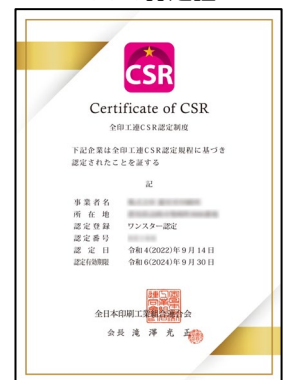 CSR
Certificate of CSR
全印工連CSR認定制度
下記企業は全印工連CSR認定規程に基づき
認定されたことを証する
記
事業者名
所在地
認定登録 ワンスター認定
認定番号
認定日 令和4(2022)年9月14日
認定有効期限 令和6(2024)年9月30日
全日本印刷工業組合連合会
会長 滝澤光正